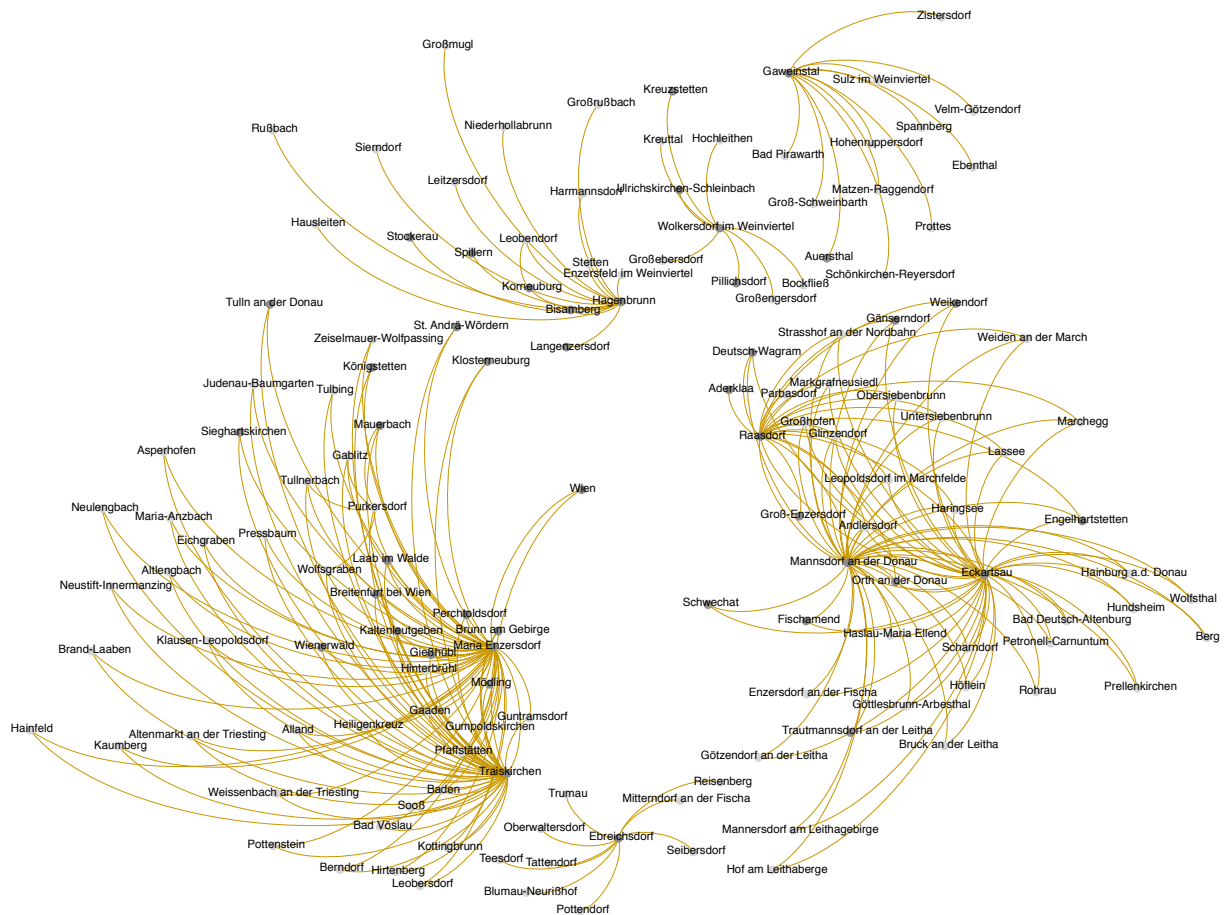 Zistersdorf
Großmugl
Gaweinstal
Sulz im Weinviertel
Kreuzstetten
Großrußbach
Velm-Götzendorf
Niederhollabrunn
Spannberg
Rußbach
Kreuttal
Hochleithen
Hohenruppersdorf
Sierndorf
Bad Pirawarth
Ebenthal
Leitzersdorf
Ulrichskirchen-Schleinbach
Matzen-Raggendorf
Harmannsdorf
Groß-Schweinbarth
Hausleiten
Wolkersdorf im Weinviertel
Prottes
Stockerau
Leobendorf
Spillern
Auersthal
Großebersdorf
Stetten
Enzersfeld im Weinviertel
Schönkirchen-Reyersdorf
Pillichsdorf
Bockfließ
Korneuburg
Großengersdorf
Hagenbrunn
Tulln an der Donau
Weikendorf
Bisamberg
Gänserndorf
St. Andrä-Wördern
Strasshof an der Nordbahn
Zeiselmauer-Wolfpassing
Weiden an der March
Langenzersdorf
Deutsch-Wagram
Klosterneuburg
Königstetten
Judenau-Baumgarten
Tulbing
Aderklaa
Markgrafneusiedl
Parbasdorf
Obersiebenbrunn
Untersiebenbrunn
Großhofen
Marchegg
Mauerbach
Sieghartskirchen
Raasdorf
Glinzendorf
Asperhofen
Gablitz
Lassee
Tullnerbach
Leopoldsdorf im Marchfelde
Wien
Neulengbach
Purkersdorf
Haringsee
Maria-Anzbach
Groß-Enzersdorf
Andlersdorf
Engelhartstetten
Pressbaum
Eichgraben
Laab im Walde
Mannsdorf an der Donau
Altlengbach
Wolfsgraben
Eckartsau
Hainburg a.d. Donau
Neustift-Innermanzing
Orth an der Donau
Breitenfurt bei Wien
Wolfsthal
Schwechat
Hundsheim
Perchtoldsdorf
Fischamend
Bad Deutsch-Altenburg
Kaltenleutgeben
Brunn am Gebirge
Haslau-Maria Ellend
Berg
Klausen-Leopoldsdorf
Wienerwald
Maria Enzersdorf
Scharndorf
Petronell-Carnuntum
Brand-Laaben
Gießhübl
Hinterbrühl
Mödling
Höflein
Prellenkirchen
Enzersdorf an der Fischa
Rohrau
Göttlesbrunn-Arbesthal
Gaaden
Guntramsdorf
Hainfeld
Heiligenkreuz
Gumpoldskirchen
Alland
Trautmannsdorf an der Leitha
Altenmarkt an der Triesting
Kaumberg
Bruck an der Leitha
Pfaffstätten
Götzendorf an der Leitha
Traiskirchen
Reisenberg
Weissenbach an der Triesting
Baden
Trumau
Mitterndorf an der Fischa
Sooß
Bad Vöslau
Oberwaltersdorf
Ebreichsdorf
Mannersdorf am Leithagebirge
Pottenstein
Kottingbrunn
Seibersdorf
Teesdorf
Tattendorf
Berndorf
Hirtenberg
Hof am Leithaberge
Leobersdorf
Blumau-Neurißhof
Pottendorf